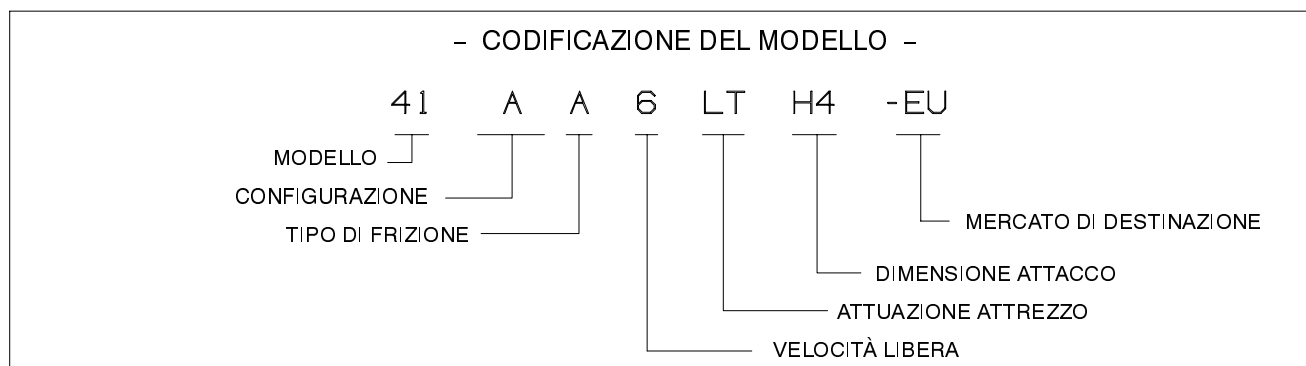 - CODIFICAZIONE DEL MODELLO -
41 A A 6 LT H4 -EU
MODELLO
CONFIGURAZIONE
TIPO DI FRIZIONE
MERCATO DI DESTINAZIONE
DIMENSIONE ATTACCO
ATTUAZIONE ATTREZZO
VELOCITÀ LIBERA